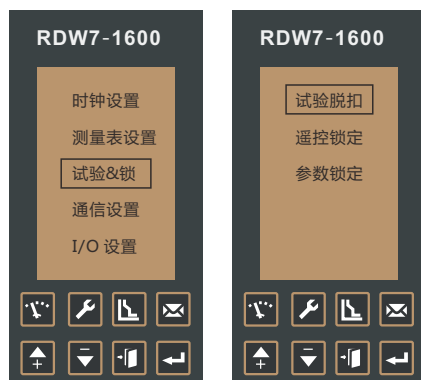 RDW7-1600
时钟设置
测量表设置
试验&锁
通信设置
I/O 设置
RDW7-1600
试验脱扣
遥控锁定
参数锁定